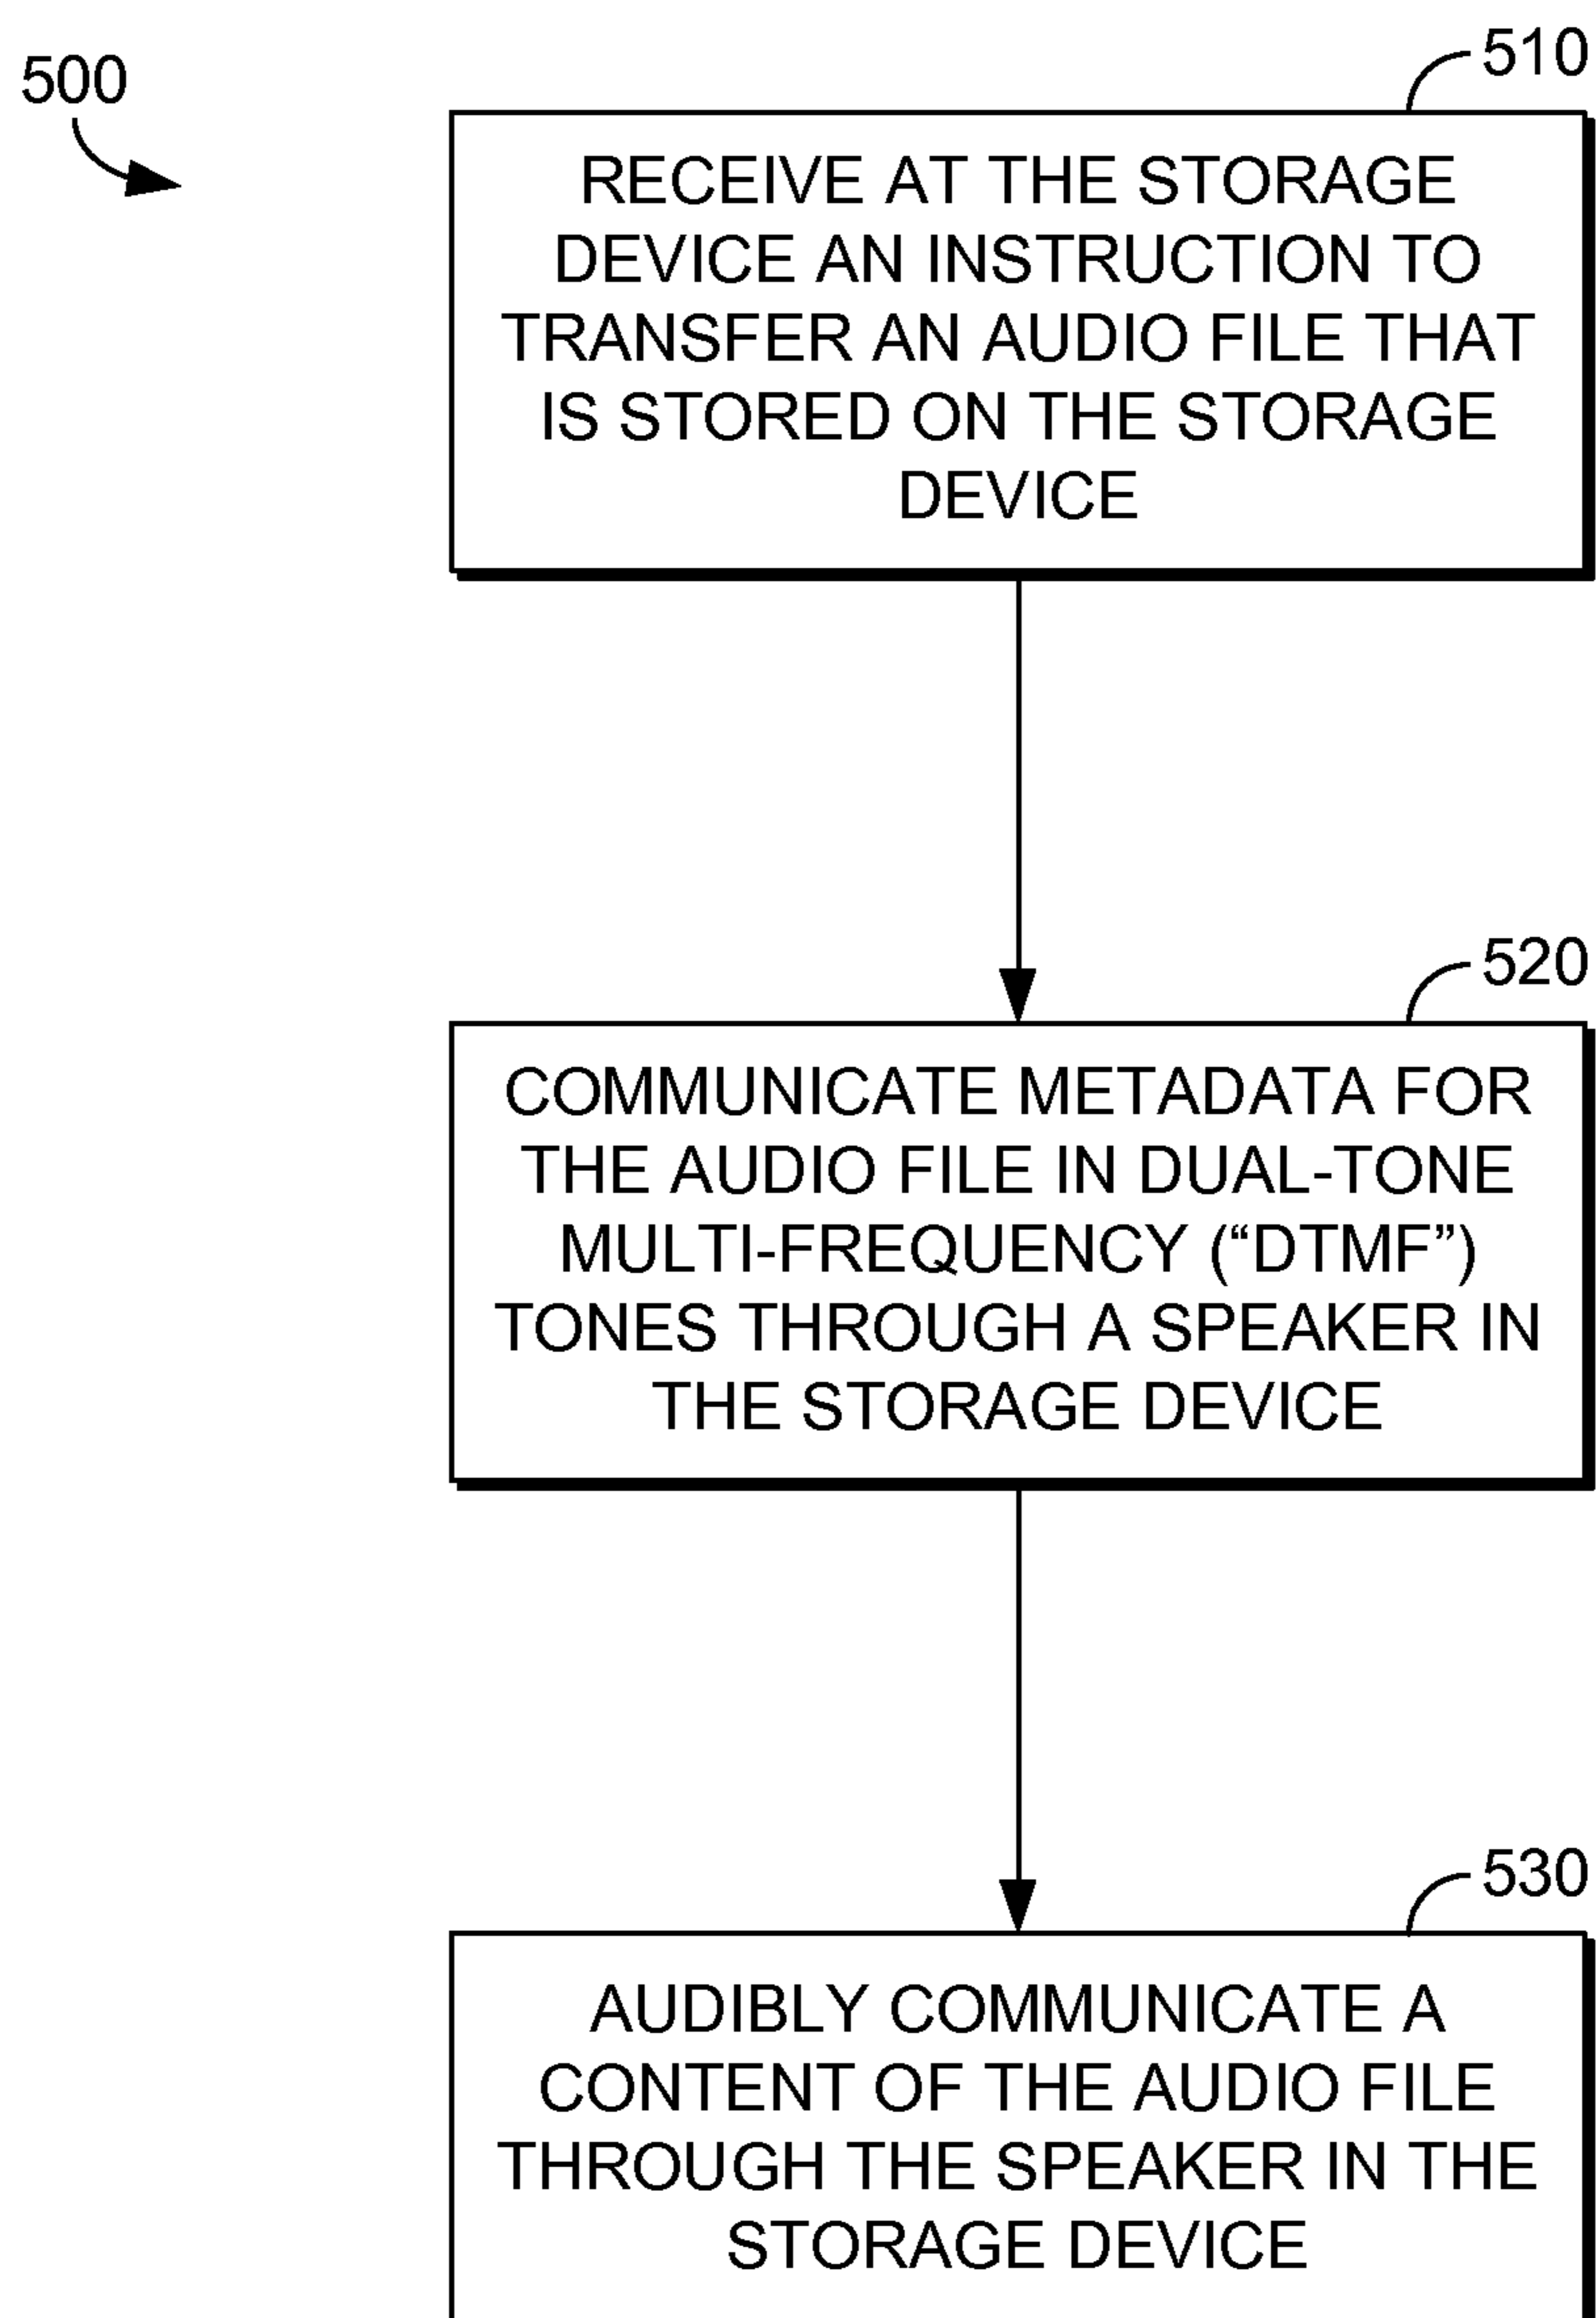 500
510
RECEIVE AT THE STORAGE
DEVICE AN INSTRUCTION TO
TRANSFER AN AUDIO FILE THAT
IS STORED ON THE STORAGE
DEVICE
520
COMMUNICATE METADATA FOR
THE AUDIO FILE IN DUAL-TONE
MULTI-FREQUENCY (“DTMF”)
TONES THROUGH A SPEAKER IN
THE STORAGE DEVICE
530
AUDIBLY COMMUNICATE A
CONTENT OF THE AUDIO FILE
THROUGH THE SPEAKER IN THE
STORAGE DEVICE